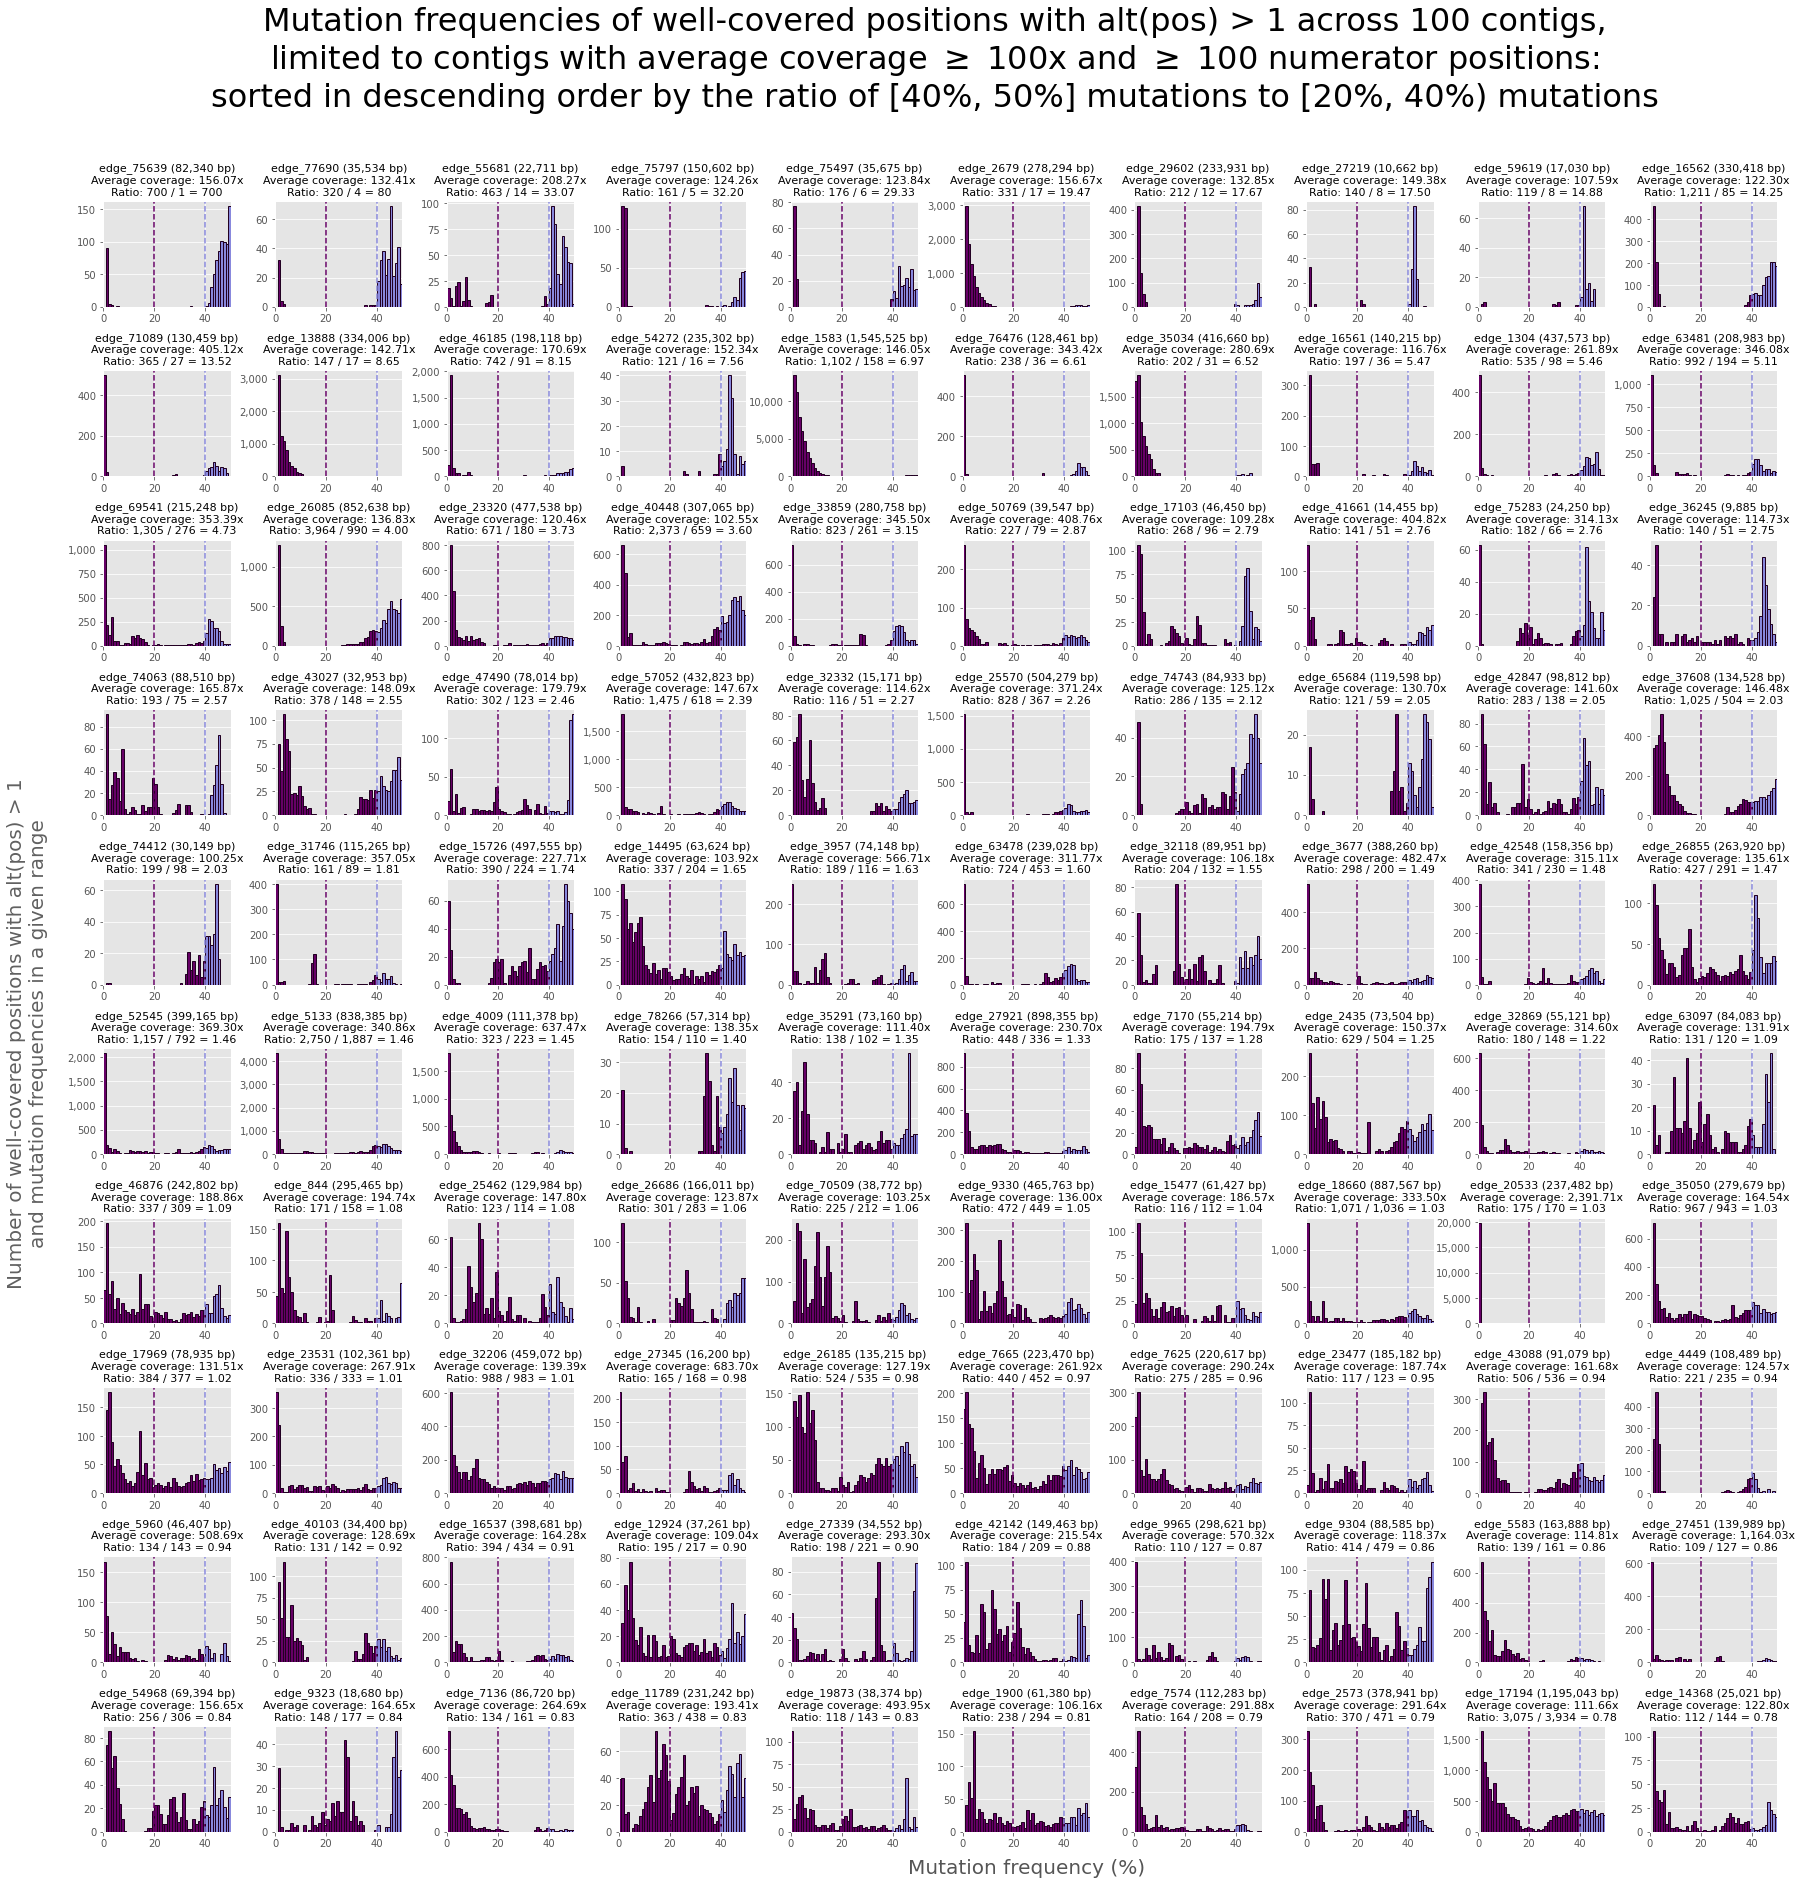 Mutation frequencies of well-covered positions with alt(pos) > 1 across 100 contigs,
limited to contigs with average coverage ≥ 100x and ≥ 100 numerator positions:
sorted in descending order by the ratio of [40%, 50%] mutations to [20%, 40%) mutations
edge_75639 (82,340 bp) edge_77690 (35,534 bp) edge_55681 (22,711 bp) edge_75797 (150,602 bp) edge_75497 (35,675 bp) edge_2679 (278,294 bp) edge_29602 (233,931 bp) edge_27219 (10,662 bp) edge_59619 (17,030 bp) edge_16562 (330,418 bp)
Average coverage: 156.07x Average coverage: 132.41x Average coverage: 208.27x Average coverage: 124.26x Average coverage: 123.84x Average coverage: 156.67x Average coverage: 132.85x Average coverage: 149.38x Average coverage: 107.59x Average coverage: 122.30x
Ratio: 700 / 1 = 700 Ratio: 320 / 4 = 80 Ratio: 463 / 14 = 33.07 Ratio: 161 / 5 = 32.20 Ratio: 176 / 6 = 29.33 Ratio: 331 / 17 = 19.47 Ratio: 212 / 12 = 17.67 Ratio: 140 / 8 = 17.50 Ratio: 119 / 8 = 14.88 Ratio: 1,211 / 85 = 14.25
edge_71089 (130,459 bp) edge_13888 (334,006 bp) edge_46185 (198,118 bp) edge_54272 (235,302 bp) edge_1583 (1,545,525 bp) edge_76476 (128,461 bp) edge_35034 (416,660 bp) edge_16561 (140,215 bp) edge_1304 (437,573 bp) edge_63481 (208,983 bp)
Average coverage: 405.12x Average coverage: 142.71x Average coverage: 170.69x Average coverage: 152.34x Average coverage: 146.05x Average coverage: 343.42x Average coverage: 280.69x Average coverage: 116.76x Average coverage: 261.89x Average coverage: 346.08x
Ratio: 365 / 27 = 13.52 Ratio: 147 / 17 = 8.65 Ratio: 742 / 91 = 8.15 Ratio: 121 / 16 = 7.56 Ratio: 1,102 / 158 = 6.97 Ratio: 238 / 36 = 6.61 Ratio: 202 / 31 = 6.52 Ratio: 197 / 36 = 5.47 Ratio: 535 / 98 = 5.46 Ratio: 992 / 194 = 5.11
edge_69541 (215,248 bp) edge_26085 (852,638 bp) edge_23320 (477,538 bp) edge_40448 (307,065 bp) edge_33859 (280,758 bp) edge_50769 (39,547 bp) edge_17103 (46,450 bp) edge_41661 (14,455 bp) edge_75283 (24,250 bp) edge_36245 (9,885 bp)
Average coverage: 353.39x Average coverage: 136.83x Average coverage: 120.46x Average coverage: 102.55x Average coverage: 345.50x Average coverage: 408.76x Average coverage: 109.28x Average coverage: 404.82x Average coverage: 314.13x Average coverage: 114.73x
Ratio: 1,305 / 276 = 4.73 Ratio: 3,964 / 990 = 4.00 Ratio: 671 / 180 = 3.73 Ratio: 2,373 / 659 = 3.60 Ratio: 823 / 261 = 3.15 Ratio: 227 / 79 = 2.87 Ratio: 268 / 96 = 2.79 Ratio: 141 / 51 = 2.76 Ratio: 182 / 66 = 2.76 Ratio: 140 / 51 = 2.75
edge_74063 (88,510 bp) edge_43027 (32,953 bp) edge_47490 (78,014 bp) edge_57052 (432,823 bp) edge_32332 (15,171 bp) edge_25570 (504,279 bp) edge_74743 (84,933 bp) edge_65684 (119,598 bp) edge_42847 (98,812 bp) edge_37608 (134,528 bp)
Average coverage: 165.87x Average coverage: 148.09x Average coverage: 179.79x Average coverage: 147.67x Average coverage: 114.62x Average coverage: 371.24x Average coverage: 125.12x Average coverage: 130.70x Average coverage: 141.60x Average coverage: 146.48x
Ratio: 193 / 75 = 2.57 Ratio: 378 / 148 = 2.55 Ratio: 302 / 123 = 2.46 Ratio: 1,475 / 618 = 2.39 Ratio: 116 / 51 = 2.27 Ratio: 828 / 367 = 2.26 Ratio: 286 / 135 = 2.12 Ratio: 121 / 59 = 2.05 Ratio: 283 / 138 = 2.05 Ratio: 1,025 / 504 = 2.03
edge_74412 (30,149 bp) edge_31746 (115,265 bp) edge_15726 (497,555 bp) edge_14495 (63,624 bp) edge_3957 (74,148 bp) edge_63478 (239,028 bp) edge_32118 (89,951 bp) edge_3677 (388,260 bp) edge_42548 (158,356 bp) edge_26855 (263,920 bp)
Average coverage: 100.25x Average coverage: 357.05x Average coverage: 227.71x Average coverage: 103.92x Average coverage: 566.71x Average coverage: 311.77x Average coverage: 106.18x Average coverage: 482.47x Average coverage: 315.11x Average coverage: 135.61x
Ratio: 199 / 98 = 2.03 Ratio: 161 / 89 = 1.81 Ratio: 390 / 224 = 1.74 Ratio: 337 / 204 = 1.65 Ratio: 189 / 116 = 1.63 Ratio: 724 / 453 = 1.60 Ratio: 204 / 132 = 1.55 Ratio: 298 / 200 = 1.49 Ratio: 341 / 230 = 1.48 Ratio: 427 / 291 = 1.47
edge_52545 (399,165 bp) edge_5133 (838,385 bp) edge_4009 (111,378 bp) edge_78266 (57,314 bp) edge_35291 (73,160 bp) edge_27921 (898,355 bp) edge_7170 (55,214 bp) edge_2435 (73,504 bp) edge_32869 (55,121 bp) edge_63097 (84,083 bp)
Average coverage: 369.30x Average coverage: 340.86x Average coverage: 637.47x Average coverage: 138.35x Average coverage: 111.40x Average coverage: 230.70x Average coverage: 194.79x Average coverage: 150.37x Average coverage: 314.60x Average coverage: 131.91x
Ratio: 1,157 / 792 = 1.46 Ratio: 2,750 / 1,887 = 1.46 Ratio: 323 / 223 = 1.45 Ratio: 154 / 110 = 1.40 Ratio: 138 / 102 = 1.35 Ratio: 448 / 336 = 1.33 Ratio: 175 / 137 = 1.28 Ratio: 629 / 504 = 1.25 Ratio: 180 / 148 = 1.22 Ratio: 131 / 120 = 1.09
edge_46876 (242,802 bp) edge_844 (295,465 bp) edge_25462 (129,984 bp) edge_26686 (166,011 bp) edge_70509 (38,772 bp) edge_9330 (465,763 bp) edge_15477 (61,427 bp) edge_18660 (887,567 bp) edge_20533 (237,482 bp) edge_35050 (279,679 bp)
Average coverage: 188.86x Average coverage: 194.74x Average coverage: 147.80x Average coverage: 123.87x Average coverage: 103.25x Average coverage: 136.00x Average coverage: 186.57x Average coverage: 333.50x Average coverage: 2,391.71x Average coverage: 164.54x
Ratio: 337 / 309 = 1.09 Ratio: 171 / 158 = 1.08 Ratio: 123 / 114 = 1.08 Ratio: 301 / 283 = 1.06 Ratio: 225 / 212 = 1.06 Ratio: 472 / 449 = 1.05 Ratio: 116 / 112 = 1.04 Ratio: 1,071 / 1,036 = 1.03 Ratio: 175 / 170 = 1.03 Ratio: 967 / 943 = 1.03
edge_17969 (78,935 bp) edge_23531 (102,361 bp) edge_32206 (459,072 bp) edge_27345 (16,200 bp) edge_26185 (135,215 bp) edge_7665 (223,470 bp) edge_7625 (220,617 bp) edge_23477 (185,182 bp) edge_43088 (91,079 bp) edge_4449 (108,489 bp)
Average coverage: 131.51x Average coverage: 267.91x Average coverage: 139.39x Average coverage: 683.70x Average coverage: 127.19x Average coverage: 261.92x Average coverage: 290.24x Average coverage: 187.74x Average coverage: 161.68x Average coverage: 124.57x
Ratio: 384 / 377 = 1.02 Ratio: 336 / 333 = 1.01 Ratio: 988 / 983 = 1.01 Ratio: 165 / 168 = 0.98 Ratio: 524 / 535 = 0.98 Ratio: 440 / 452 = 0.97 Ratio: 275 / 285 = 0.96 Ratio: 117 / 123 = 0.95 Ratio: 506 / 536 = 0.94 Ratio: 221 / 235 = 0.94
edge_5960 (46,407 bp) edge_40103 (34,400 bp) edge_16537 (398,681 bp) edge_12924 (37,261 bp) edge_27339 (34,552 bp) edge_42142 (149,463 bp) edge_9965 (298,621 bp) edge_9304 (88,585 bp) edge_5583 (163,888 bp) edge_27451 (139,989 bp)
Average coverage: 508.69x Average coverage: 128.69x Average coverage: 164.28x Average coverage: 109.04x Average coverage: 293.30x Average coverage: 215.54x Average coverage: 570.32x Average coverage: 118.37x Average coverage: 114.81x Average coverage: 1,164.03x
Ratio: 134 / 143 = 0.94 Ratio: 131 / 142 = 0.92 Ratio: 394 / 434 = 0.91 Ratio: 195 / 217 = 0.90 Ratio: 198 / 221 = 0.90 Ratio: 184 / 209 = 0.88 Ratio: 110 / 127 = 0.87 Ratio: 414 / 479 = 0.86 Ratio: 139 / 161 = 0.86 Ratio: 109 / 127 = 0.86
edge_54968 (69,394 bp) edge_9323 (18,680 bp) edge_7136 (86,720 bp) edge_11789 (231,242 bp) edge_19873 (38,374 bp) edge_1900 (61,380 bp) edge_7574 (112,283 bp) edge_2573 (378,941 bp) edge_17194 (1,195,043 bp) edge_14368 (25,021 bp)
Average coverage: 156.65x Average coverage: 164.65x Average coverage: 264.69x Average coverage: 193.41x Average coverage: 493.95x Average coverage: 106.16x Average coverage: 291.88x Average coverage: 291.64x Average coverage: 111.66x Average coverage: 122.80x
Ratio: 256 / 306 = 0.84 Ratio: 148 / 177 = 0.84 Ratio: 134 / 161 = 0.83 Ratio: 363 / 438 = 0.83 Ratio: 118 / 143 = 0.83 Ratio: 238 / 294 = 0.81 Ratio: 164 / 208 = 0.79 Ratio: 370 / 471 = 0.79 Ratio: 3,075 / 3,934 = 0.78 Ratio: 112 / 144 = 0.78
Number of well-covered positions with alt(pos) > 1
and mutation frequencies in a given range
Mutation frequency (%)